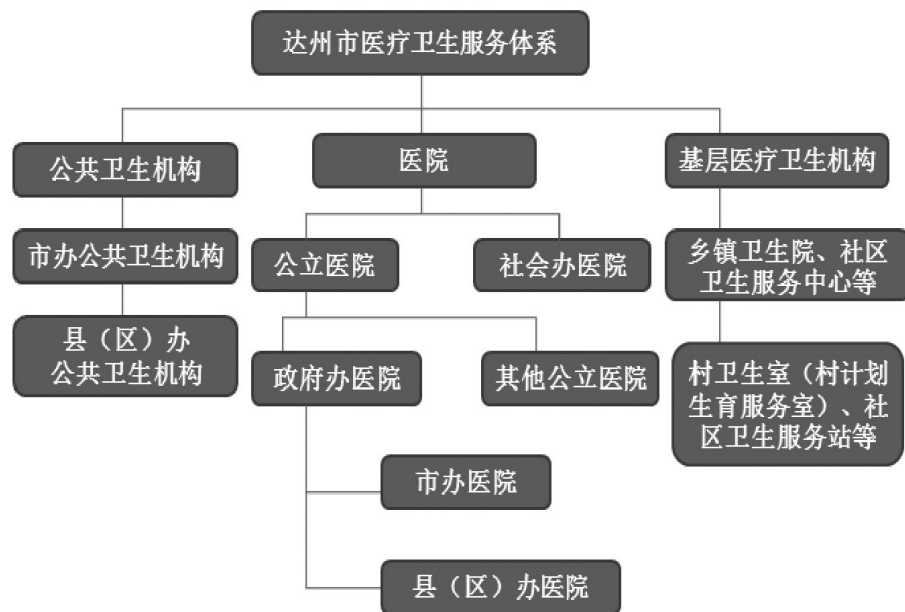 达州市医疗卫生服务体系
公共卫生机构
医院
基层医疗卫生机构
市办公共卫生机构
公立医院
社会办医院
乡镇卫生院、社区
卫生服务中心等
县（区）办
公共卫生机构
政府办医院
其他公立医院
村卫生室（村计划
生育服务室）、社
区卫生服务站等
市办医院
县（区）办医院